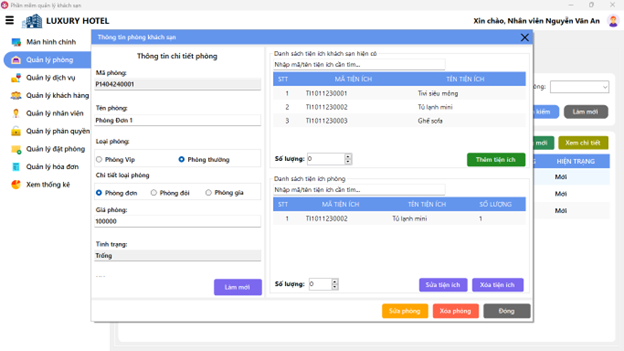 Phần mềm quản lý khách sạn
LUXURY HOTEL
Xin chào, Nhân viên Nguyễn Văn An
Màn hình chính
Quản lý phòng
Quản lý dịch vụ
Quản lý khách hàng
Quản lý nhân viên
Quản lý phân quyền
Quản lý đặt phòng
Quản lý hóa đơn
Xem thống kê
Thông tin phòng khách sạn
Thông tin chi tiết phòng
Mã phòng:
P1404240001
Tên phòng:
Phòng Đơn 1
Loại phòng:
Phòng Vip Phòng thường
Chi tiết loại phòng
Phòng đơn Phòng đôi Phòng gia
Giá phòng:
100000
Tình trạng:
Trống
Làm mới
Danh sách tiện ích khách sạn hiện có
Nhập mã/tên tiện ích cần tìm...
STT MÃ TIỆN ÍCH TÊN TIỆN ÍCH
1 TI1011230001 Tivi siêu mỏng
2 TI1011230002 Tủ lạnh mini
3 TI1011230003 Ghế sofa
Số lượng: 0 Thêm tiện ích
Danh sách tiện ích phòng
Nhập mã/tên tiện ích cần tìm...
STT MÃ TIỆN ÍCH TÊN TIỆN ÍCH SỐ LƯỢNG
1 TI1011230002 Tủ lạnh mini 1
Số lượng: 0 Sửa tiện ích Xóa tiện ích
Sửa phòng Xóa phòng Đóng
òng:
kiếm Làm mới
mới Xem chi tiết
HIỆN TRẠNG
Mới
Mới
Mới